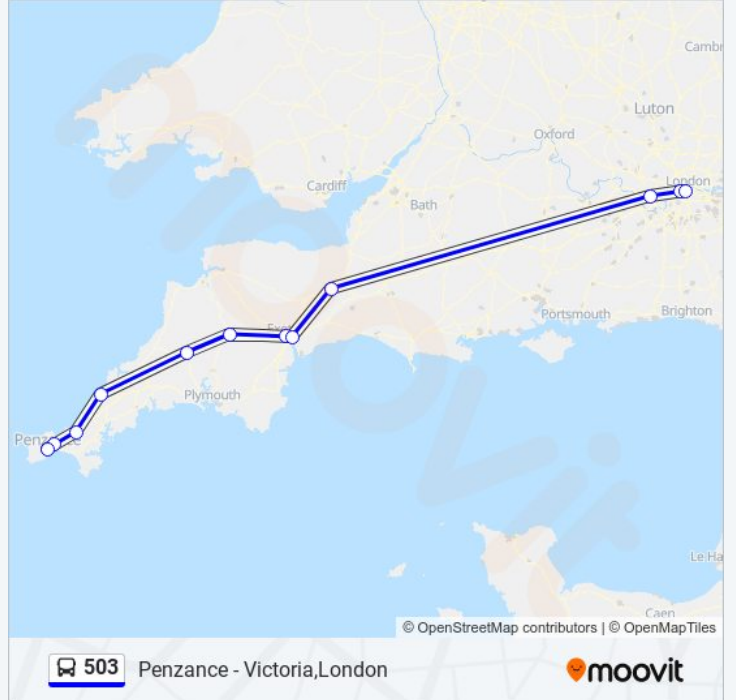 Cambr
Luton
Oxford
London
Cardiff
Bath
Portsmouth
Brighton
Plymouth
Penzance
Le Ha
Caen
© OpenStreetMap contributors | © OpenMapTiles
moovit
503 Penzance - Victoria,London moovit